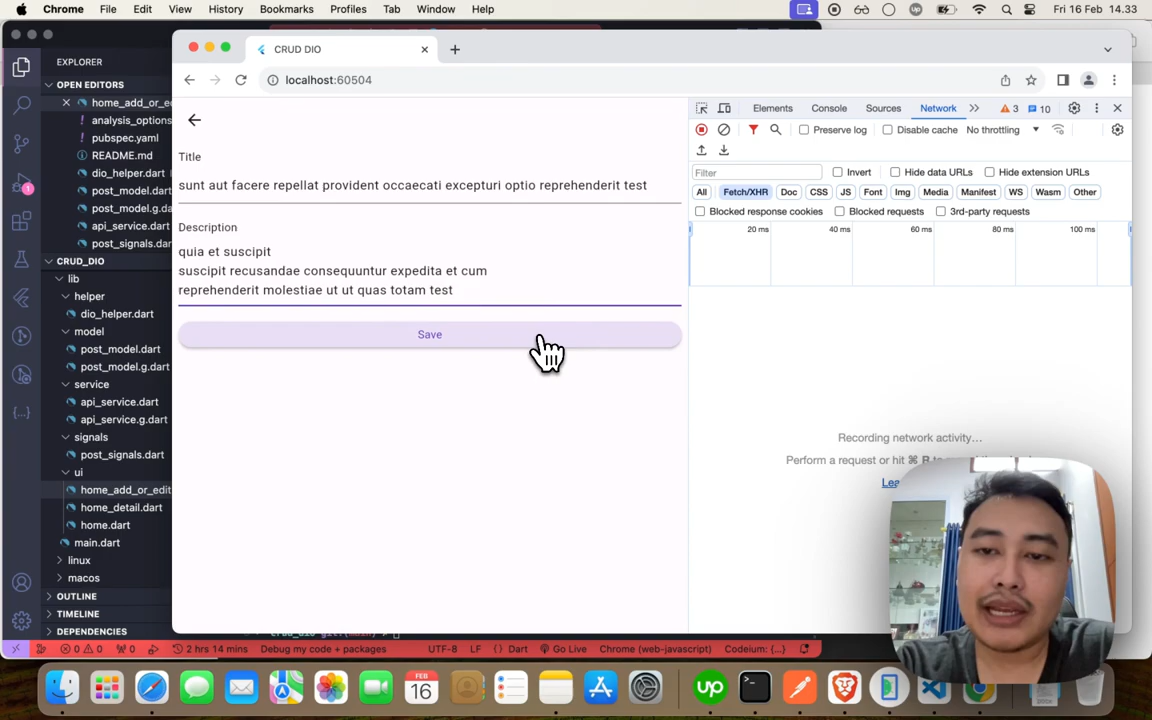 Chrome File Edit View History Bookmarks Profiles Tab Window Help Fri 16 Feb 14.33
EXPLORER
OPEN EDITORS
home_add_or_ed
analysis_options
pubspec.yaml
README.md
dio_helper.dart
post_model.dart
post_model.g.da
api_service.dart
post_signals.dar
1
CRUD_DIO
lib
helper
dio_helper.dart
model
post_model.dart
post_model.g.dart
service
api_service.dart
api_service.g.dart
signals
post_signals.dart
ui
home_add_or_edit
home_detail.dart
home.dart
main.dart
linux
macos
OUTLINE
TIMELINE
DEPENDENCIES
CRUD DIO
localhost:60504
Title
sunt aut facere repellat provident occaecati excepturi optio reprehenderit test
Description
quia et suscipit
suscipit recusandae consequuntur expedita et cum
reprehenderit molestiae ut ut quas totam test
Save
Elements Console Sources Network 3 10
Preserve log Disable cache No throttling
Filter Invert Hide data URLs Hide extension URLs
All Fetch/XHR Doc CSS JS Font Img Media Manifest WS Wasm Other
Blocked response cookies Blocked requests 3rd-party requests
20 ms 40 ms 60 ms 80 ms 100 ms
Recording network activity…
Perform a request or hit ⌘ R to
0 0 0 2 hrs 14 mins Debug my code + packages UTF-8 LF {} Dart Go Live Chrome (web-javascript) Codeium: {...}
FEB
16